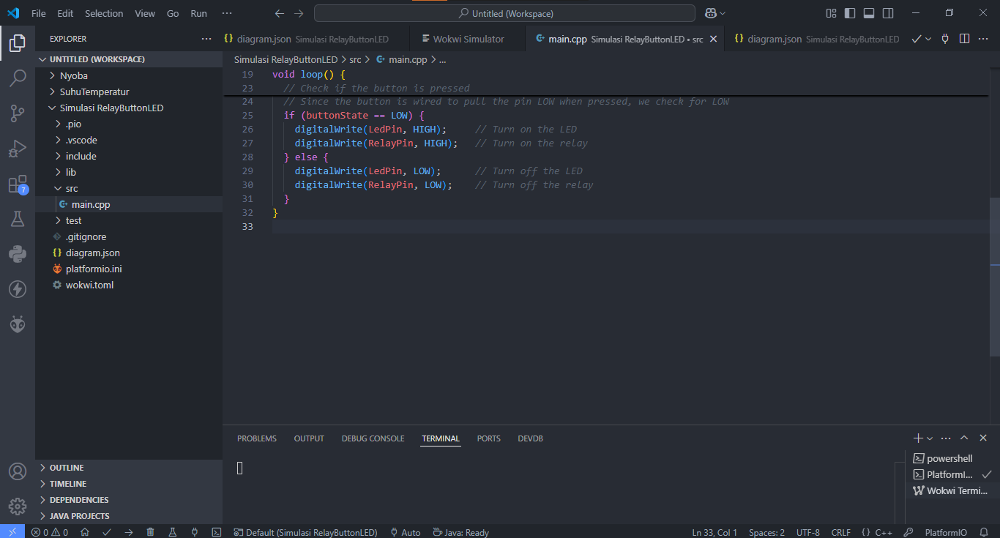 File Edit Selection View Go Run ··· Untitled (Workspace)
EXPLORER ···
UNTITLED (WORKSPACE)
Nyoba
SuhuTemperatur
Simulasi RelayButtonLED
.pio
.vscode
include
lib
src
main.cpp
test
.gitignore
{} diagram.json
platformio.ini
wokwi.toml
OUTLINE
TIMELINE
DEPENDENCIES
JAVA PROJECTS
7
{} diagram.json Simulasi RelayButtonLED Wokwi Simulator main.cpp Simulasi RelayButtonLED • src {} diagram.json Simulasi RelayButtonLED ···
Simulasi RelayButtonLED > src > main.cpp > ...
19 void loop() {
23 // Check if the button is pressed
24 // Since the button is wired to pull the pin LOW when pressed, we check for LOW
25 if (buttonState == LOW) {
26 digitalWrite(LedPin, HIGH); // Turn on the LED
27 digitalWrite(RelayPin, HIGH); // Turn on the relay
28 } else {
29 digitalWrite(LedPin, LOW); // Turn off the LED
30 digitalWrite(RelayPin, LOW); // Turn off the relay
31 }
32 }
33
PROBLEMS OUTPUT DEBUG CONSOLE TERMINAL PORTS DEVDB
powershell
PlatformI...
Wokwi Termi...
0 0 Default (Simulasi RelayButtonLED) Auto Java: Ready Ln 33, Col 1 Spaces: 2 UTF-8 CRLF {} C++ PlatformIO